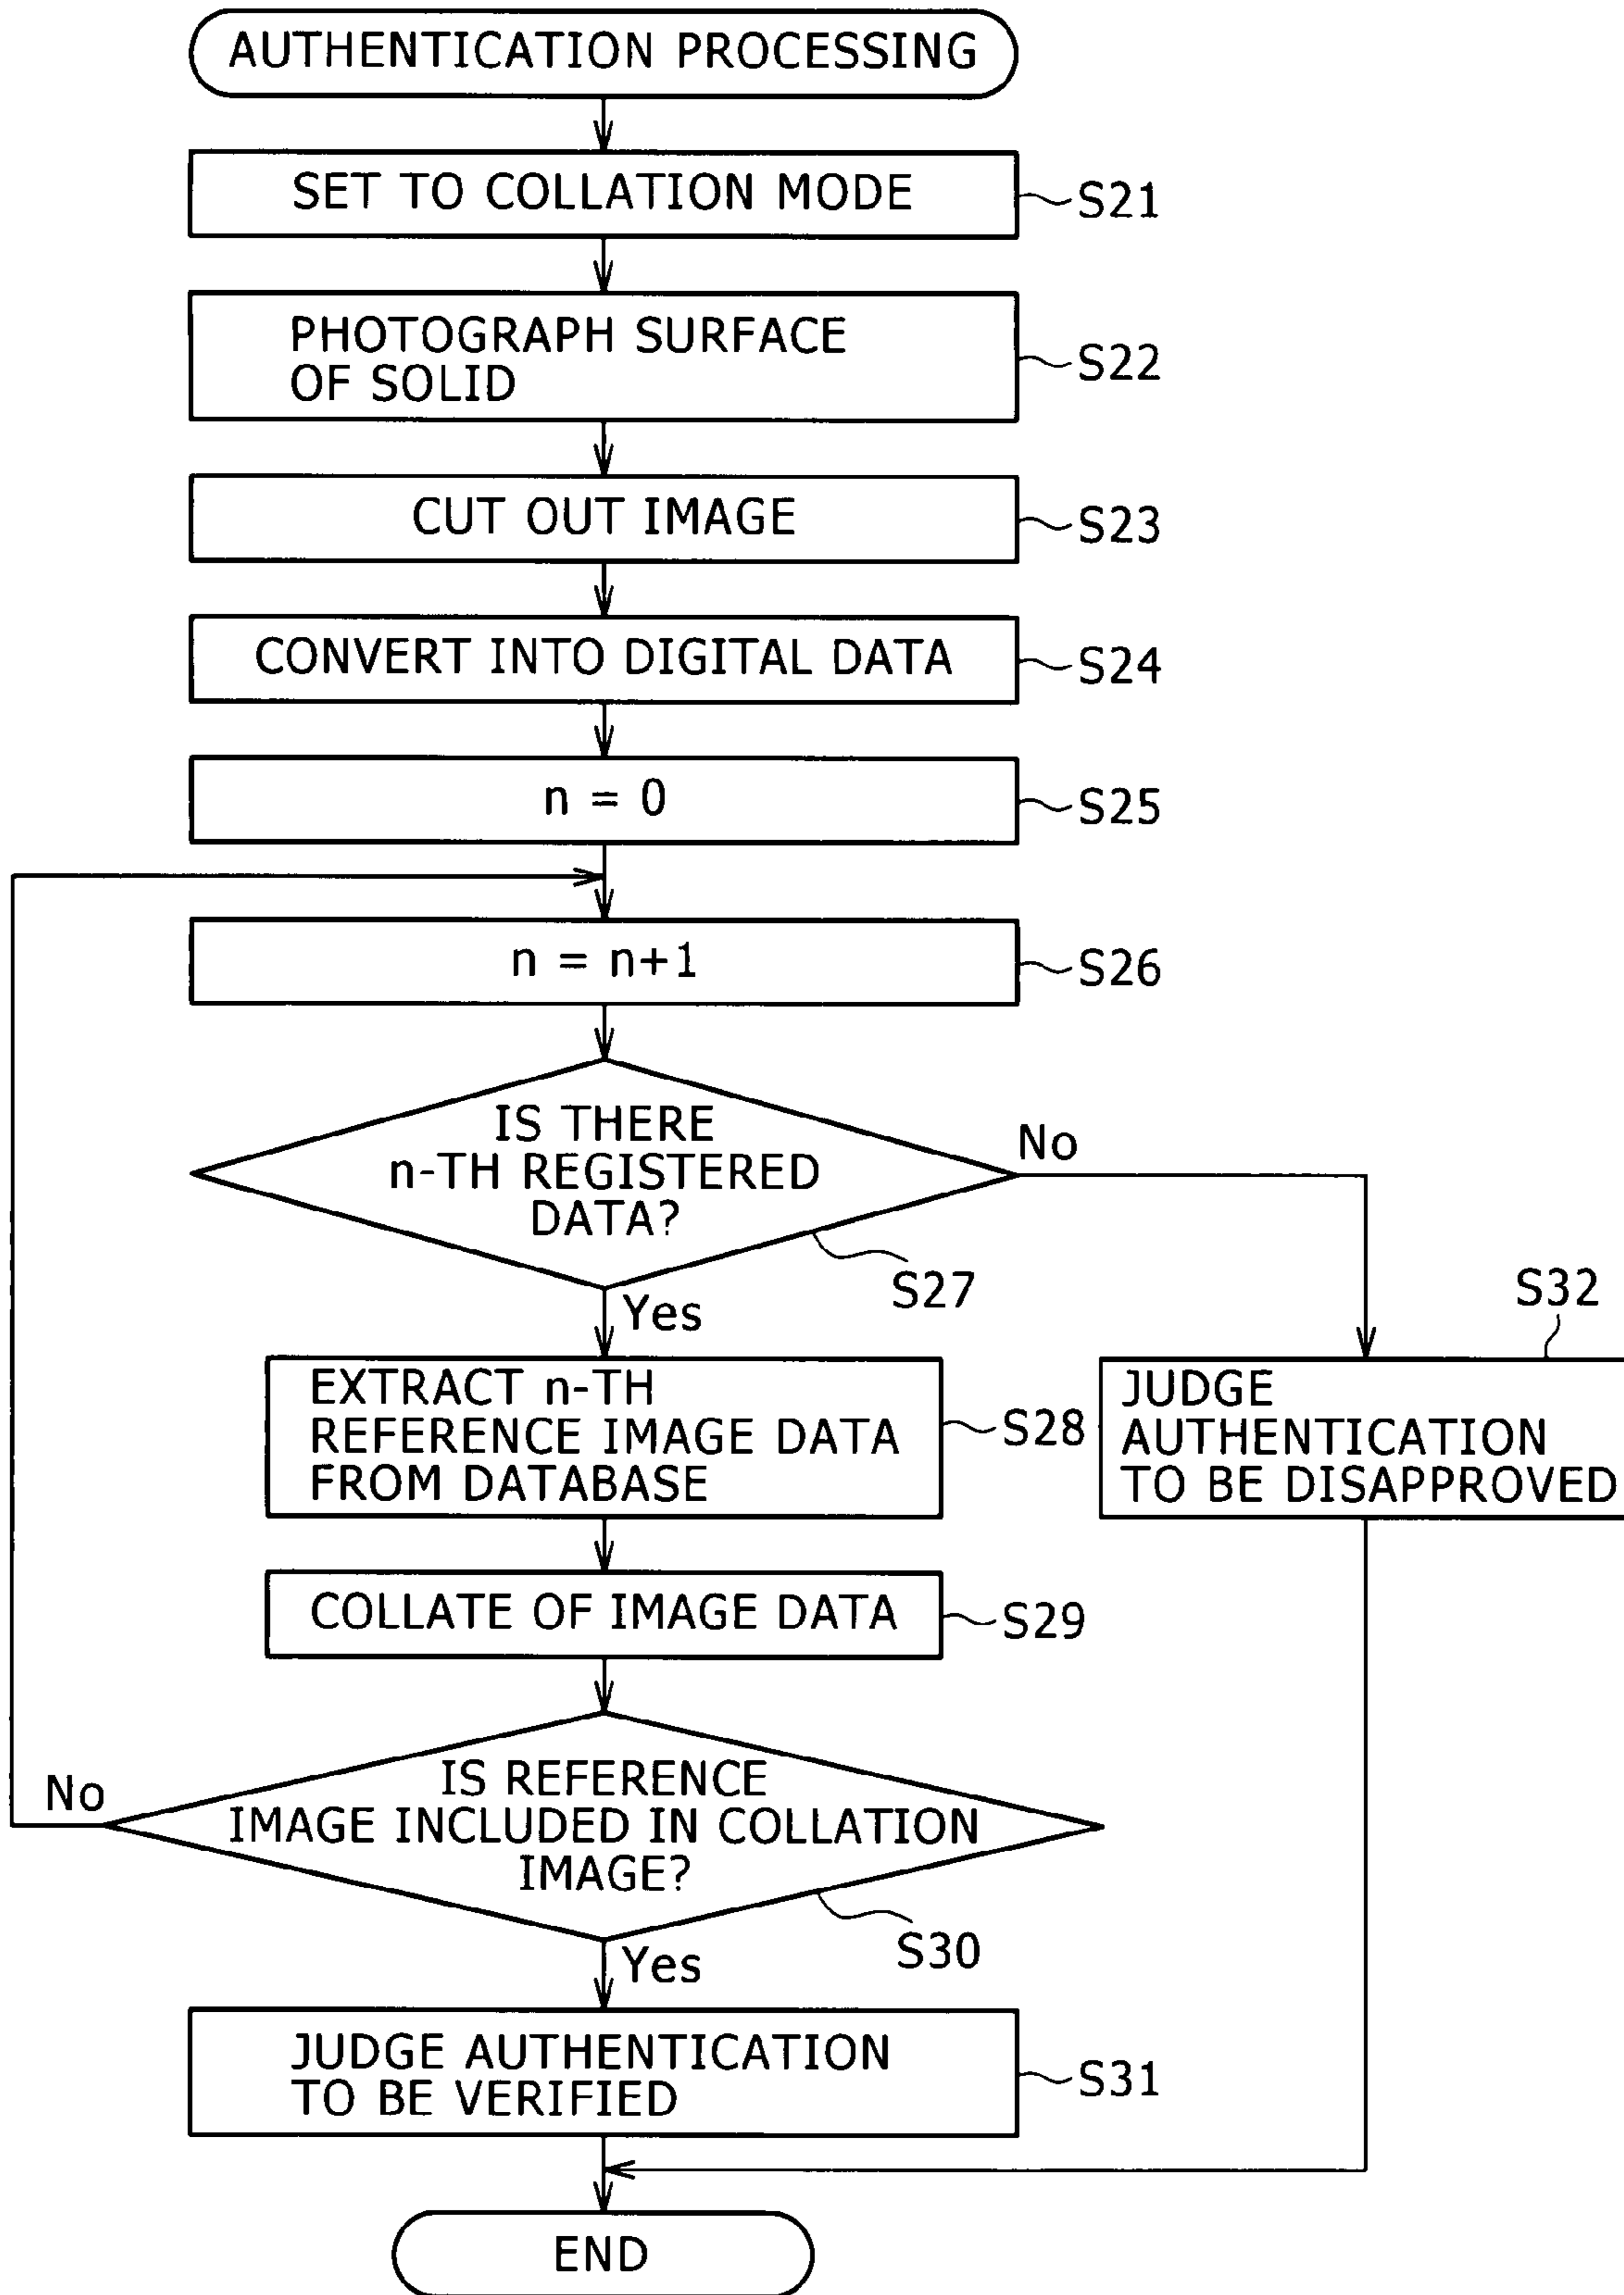 AUTHENTICATION PROCESSING
SET TO COLLATION MODE
S21
PHOTOGRAPH SURFACE
OF SOLID
S22
CUT OUT IMAGE
S23
CONVERT INTO DIGITAL DATA
S24
n = 0
S25
n = n+1
S26
IS THERE
n-TH REGISTERED
DATA?
No
S27
Yes
S32
EXTRACT n-TH
REFERENCE IMAGE DATA
FROM DATABASE
S28
JUDGE
AUTHENTICATION
TO BE DISAPPROVED
COLLATE OF IMAGE DATA
S29
IS REFERENCE
IMAGE INCLUDED IN COLLATION
IMAGE?
No
S30
Yes
JUDGE AUTHENTICATION
TO BE VERIFIED
S31
END